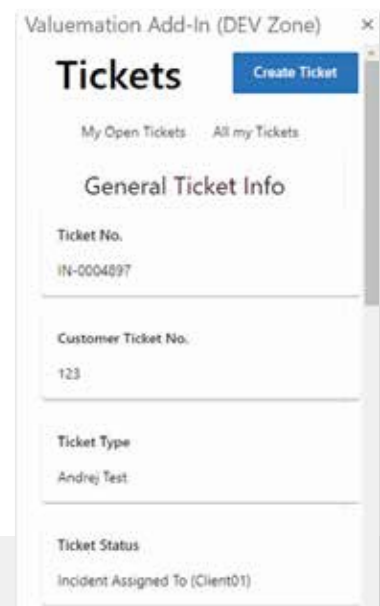 Valuemation Add-In (DEV Zone)
Tickets
Create Ticket
My Open Tickets All my Tickets
General Ticket Info
Ticket No.
IN-0004897
Customer Ticket No.
123
Ticket Type
Andrej Test
Ticket Status
Incident Assigned To (Client01)